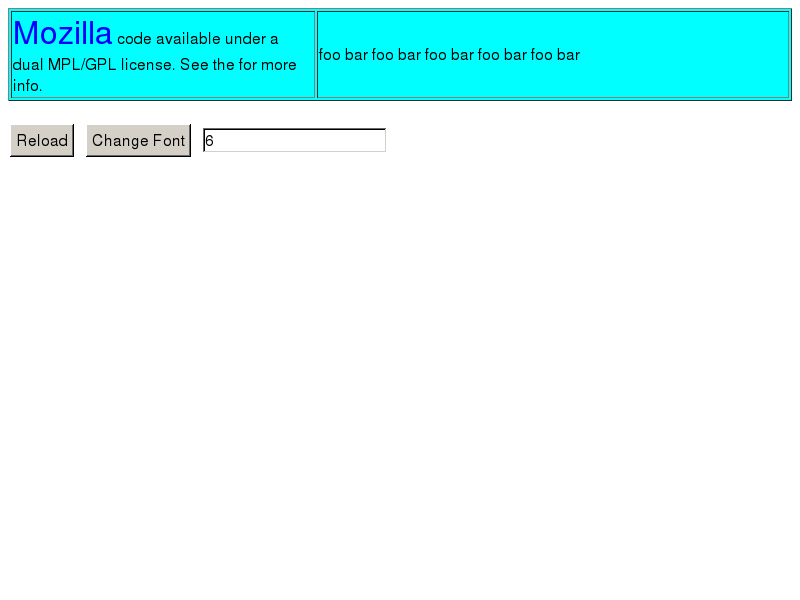 Mozilla code available under a
dual MPL/GPL license. See the for more
info.
foo bar foo bar foo bar foo bar foo bar
Reload
Change Font
6